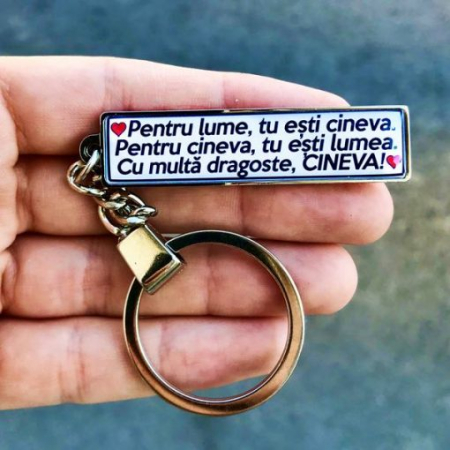 Pentru lume, tu ești cineva.
Pentru cineva, tu ești lumea.
Cu multă dragoste, CINEVA!